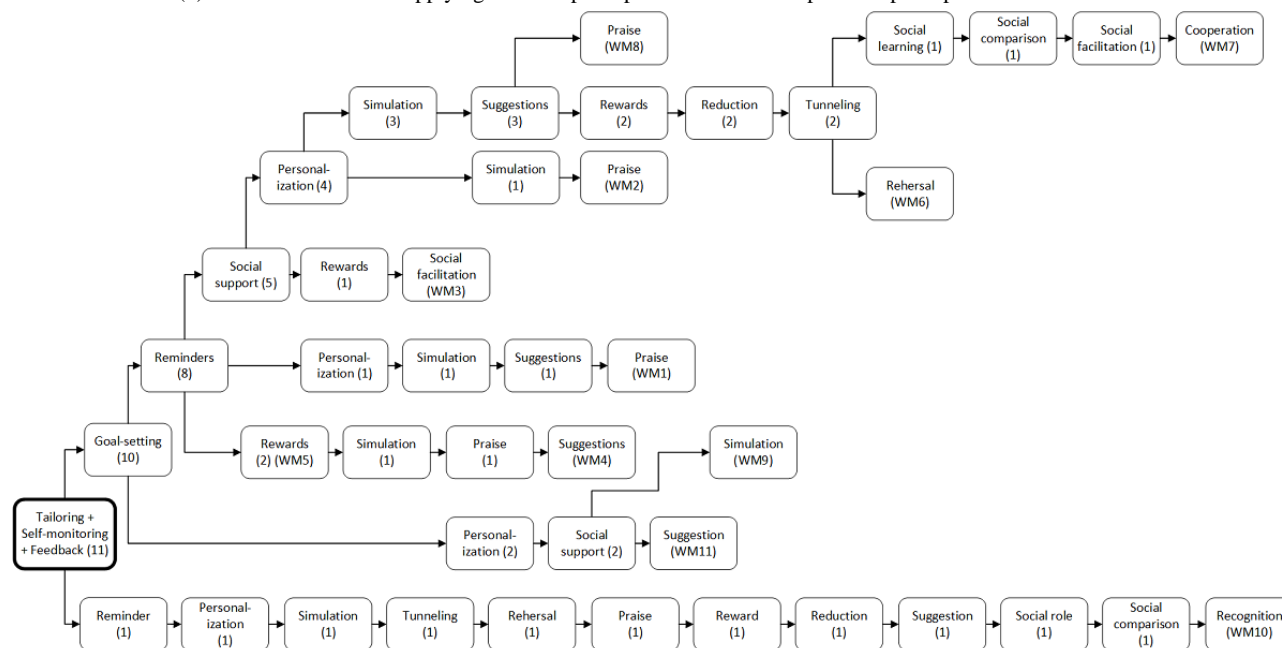 Praise
(WM8)
Social
learning (1)
Social
comparison
(1)
Social
facilitation (1)
Cooperation
(WM7)
Simulation
(3)
Suggestions
(3)
Rewards
(2)
Reduction
(2)
Tunneling
(2)
Personal-
ization (4)
Simulation
(1)
Praise
(WM2)
Rehersal
(WM6)
Social
support (5)
Rewards
(1)
Social
facilitation
(WM3)
Reminders
(8)
Personal-
ization (1)
Simulation
(1)
Suggestions
(1)
Praise
(WM1)
Goal-setting
(10)
Rewards
(2) (WM5)
Simulation
(1)
Praise
(1)
Suggestions
(WM4)
Simulation
(WM9)
Tailoring +
Self-monitoring
+ Feedback (11)
Personal-
ization (2)
Social
support (2)
Suggestion
(WM11)
Reminder
(1)
Personal-
ization
(1)
Simulation
(1)
Tunneling
(1)
Rehersal
(1)
Praise
(1)
Reward
(1)
Reduction
(1)
Suggestion
(1)
Social role
(1)
Social
comparison
(1)
Recognition
(WM10)